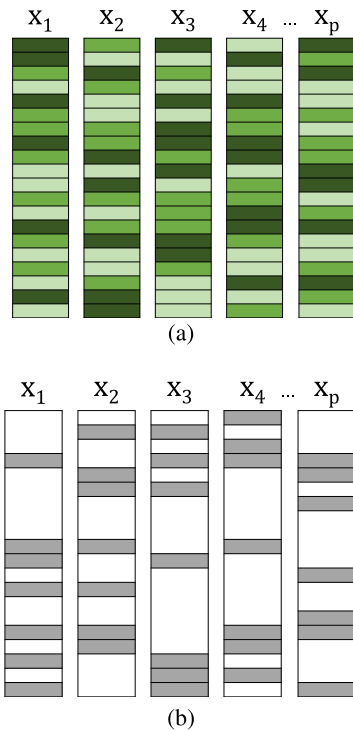 x₁ x₂ x₃ x₄ ... xₚ
(a)
x₁ x₂ x₃ x₄ ... xₚ
(b)